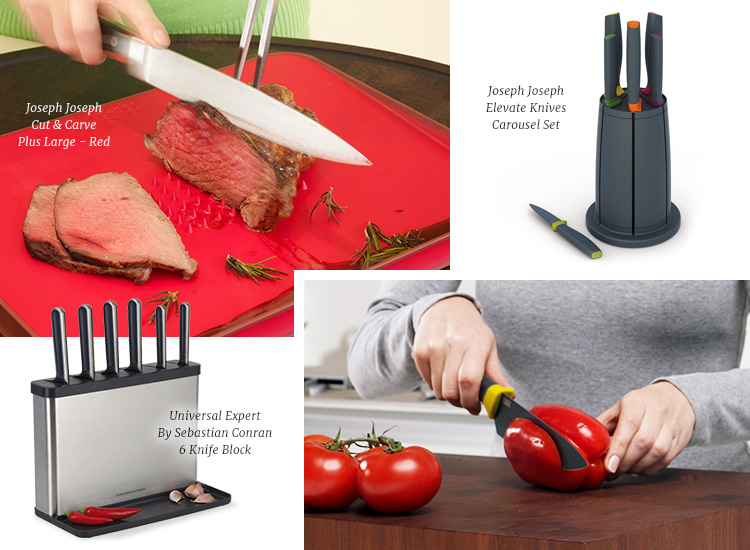 Joseph Joseph
Cut & Carve
Plus Large - Red
Joseph Joseph
Elevate Knives
Carousel Set
Universal Expert
By Sebastian Conran
6 Knife Block